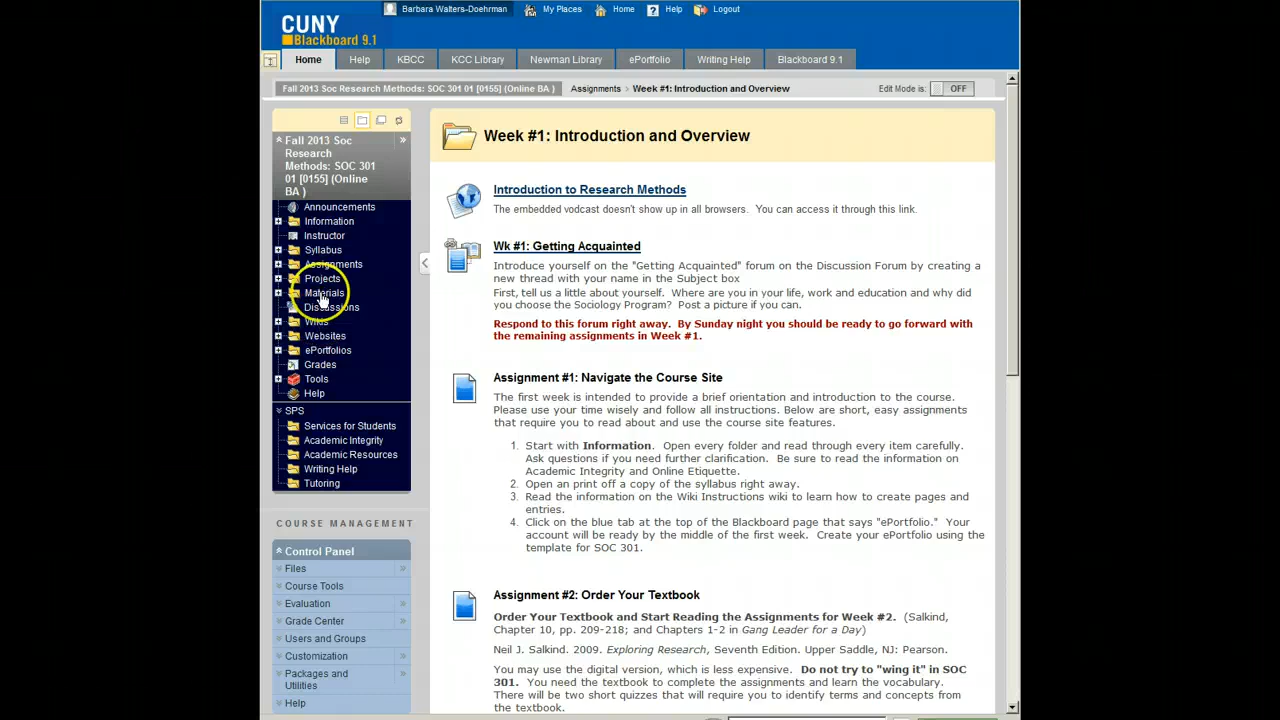 Barbara Walters-Doehrman My Places Home Help Logout
CUNY
Blackboard 9.1
Home Help KBCC KCC Library Newman Library ePortfolio Writing Help Blackboard 9.1
Fall 2013 Soc Research Methods: SOC 301 01 [0155] (Online BA ) Assignments > Week #1: Introduction and Overview Edit Mode is: OFF
Fall 2013 Soc
Research
Methods: SOC 301
01 [0155] (Online
BA )
Announcements
Information
Instructor
Syllabus
Assignments
Projects
Materials
Discussions
Wikis
Websites
ePortfolios
Grades
Tools
Help
SPS
Services for Students
Academic Integrity
Academic Resources
Writing Help
Tutoring
COURSE MANAGEMENT
Control Panel
Files
Course Tools
Evaluation
Grade Center
Users and Groups
Customization
Packages and
Utilities
Help
Week #1: Introduction and Overview
Introduction to Research Methods
The embedded vodcast doesn't show up in all browsers. You can access it through this link.
Wk #1: Getting Acquainted
Introduce yourself on the "Getting Acquainted" forum on the Discussion Forum by creating a
new thread with your name in the Subject box
First, tell us a little about yourself. Where are you in your life, work and education and why did
you choose the Sociology Program? Post a picture if you can.
Respond to this forum right away. By Sunday night you should be ready to go forward with
the remaining assignments in Week #1.
Assignment #1: Navigate the Course Site
The first week is intended to provide a brief orientation and introduction to the course.
Please use your time wisely and follow all instructions. Below are short, easy assignments
that require you to read about and use the course site features.
1. Start with Information. Open every folder and read through every item carefully.
Ask questions if you need further clarification. Be sure to read the information on
Academic Integrity and Online Etiquette.
2. Open an print off a copy of the syllabus right away.
3. Read the information on the Wiki Instructions wiki to learn how to create pages and
entries.
4. Click on the blue tab at the top of the Blackboard page that says "ePortfolio." Your
account will be ready by the middle of the first week. Create your ePortfolio using the
template for SOC 301.
Assignment #2: Order Your Textbook
Order Your Textbook and Start Reading the Assignments for Week #2. (Salkind,
Chapter 10, pp. 209-218; and Chapters 1-2 in Gang Leader for a Day)
Neil J. Salkind. 2009. Exploring Research, Seventh Edition. Upper Saddle, NJ: Pearson.
You may use the digital version, which is less expensive. Do not try to "wing it" in SOC
301. You need the textbook to complete the assignments and learn the vocabulary.
There will be two short quizzes that will require you to identify terms and concepts from
the textbook.